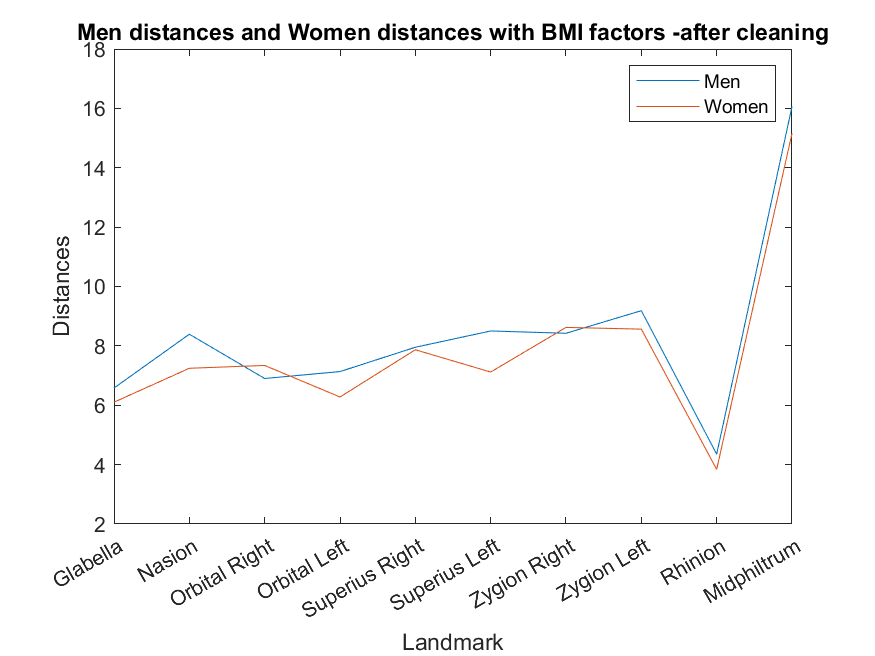 Men distances and Women distances with BMI factors -after cleaning
18
16
14
12
10
8
6
4
2
Distances
Men
Women
Glabella
Nasion
Orbital Right
Orbital Left
Superius Right
Superius Left
Zygion Right
Zygion Left
Rhinion
Midphiltrum
Landmark